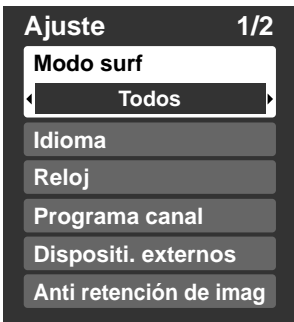 Ajuste 1/2
Modo surf
Todos
Idioma
Reloj
Programa canal
Dispositi. externos
Anti retención de imag